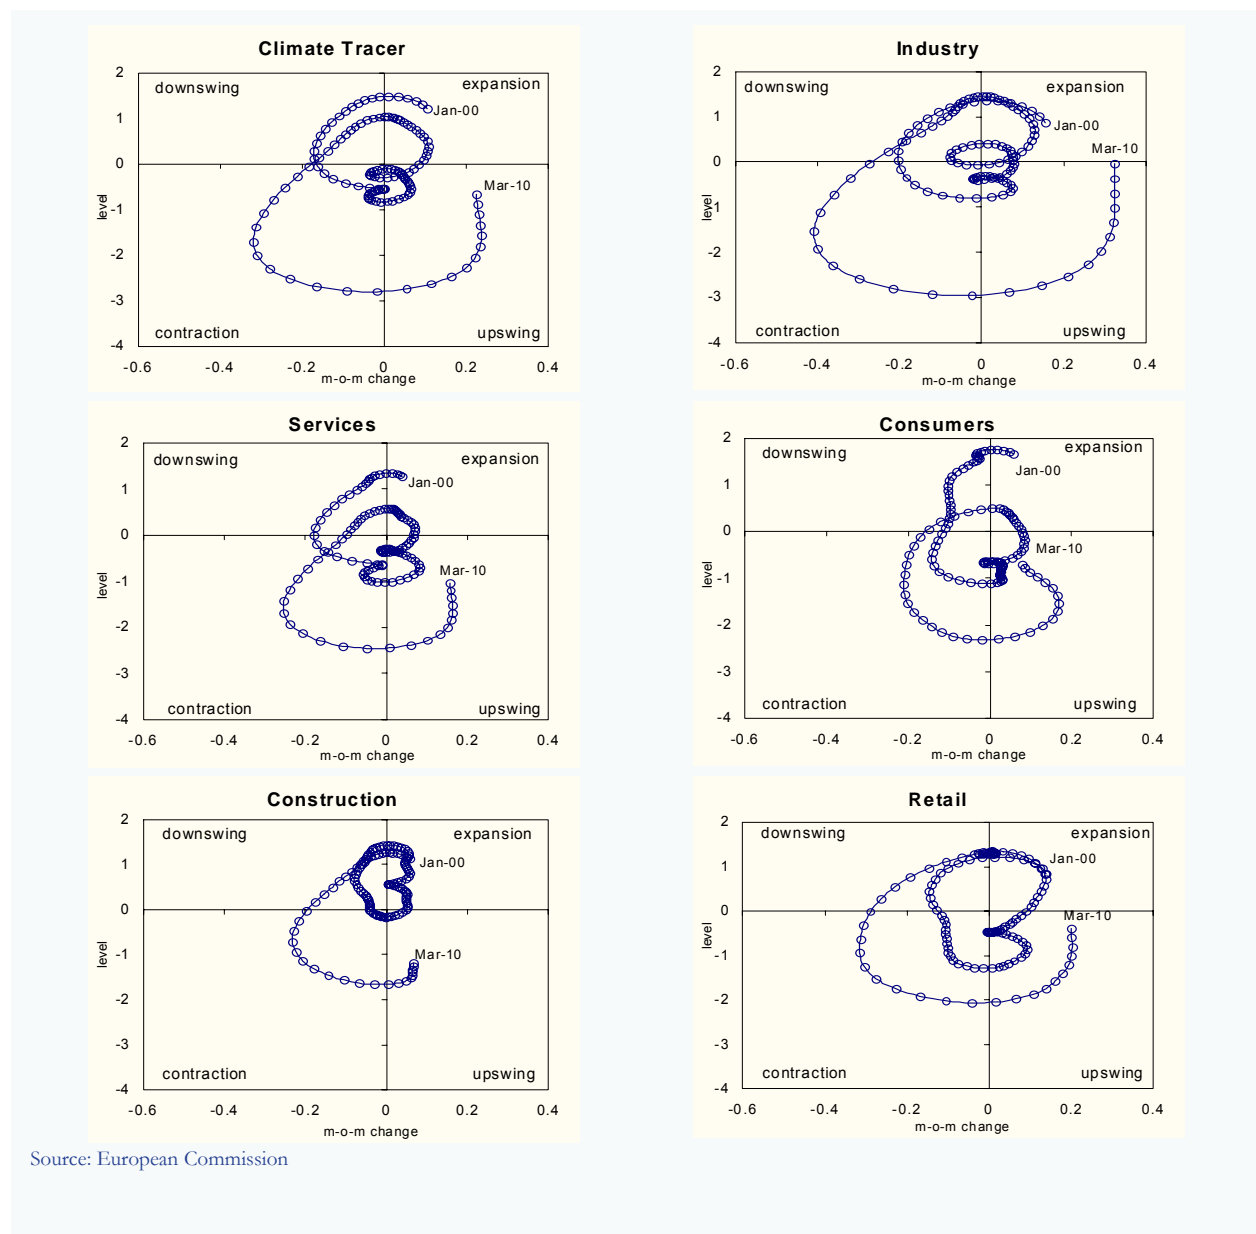 Climate Tracer
2
downswing
expansion
1
Jan-00
0
Mar-10
level
-1
-2
-3
contraction
upswing
-4
-0.6 -0.4 -0.2 0 0.2 0.4
m-o-m change
Industry
2
downswing
expansion
1
Jan-00
Mar-10
0
level
-1
-2
-3
contraction
upswing
-4
-0.6 -0.4 -0.2 0 0.2 0.4
m-o-m change
Services
2
downswing
expansion
1
Jan-00
0
Mar-10
level
-1
-2
-3
contraction
upswing
-4
-0.6 -0.4 -0.2 0 0.2 0.4
m-o-m change
Consumers
2
downswing
expansion
Jan-00
1
0
Mar-10
level
-1
-2
-3
contraction
upswing
-4
-0.6 -0.4 -0.2 0 0.2 0.4
m-o-m change
Construction
2
downswing
expansion
1
Jan-00
0
Mar-10
level
-1
-2
-3
contraction
upswing
-4
-0.6 -0.4 -0.2 0 0.2 0.4
m-o-m change
Retail
2
downswing
expansion
1
Jan-00
0
Mar-10
level
-1
-2
-3
contraction
upswing
-4
-0.6 -0.4 -0.2 0 0.2 0.4
m-o-m change
Source: European Commission